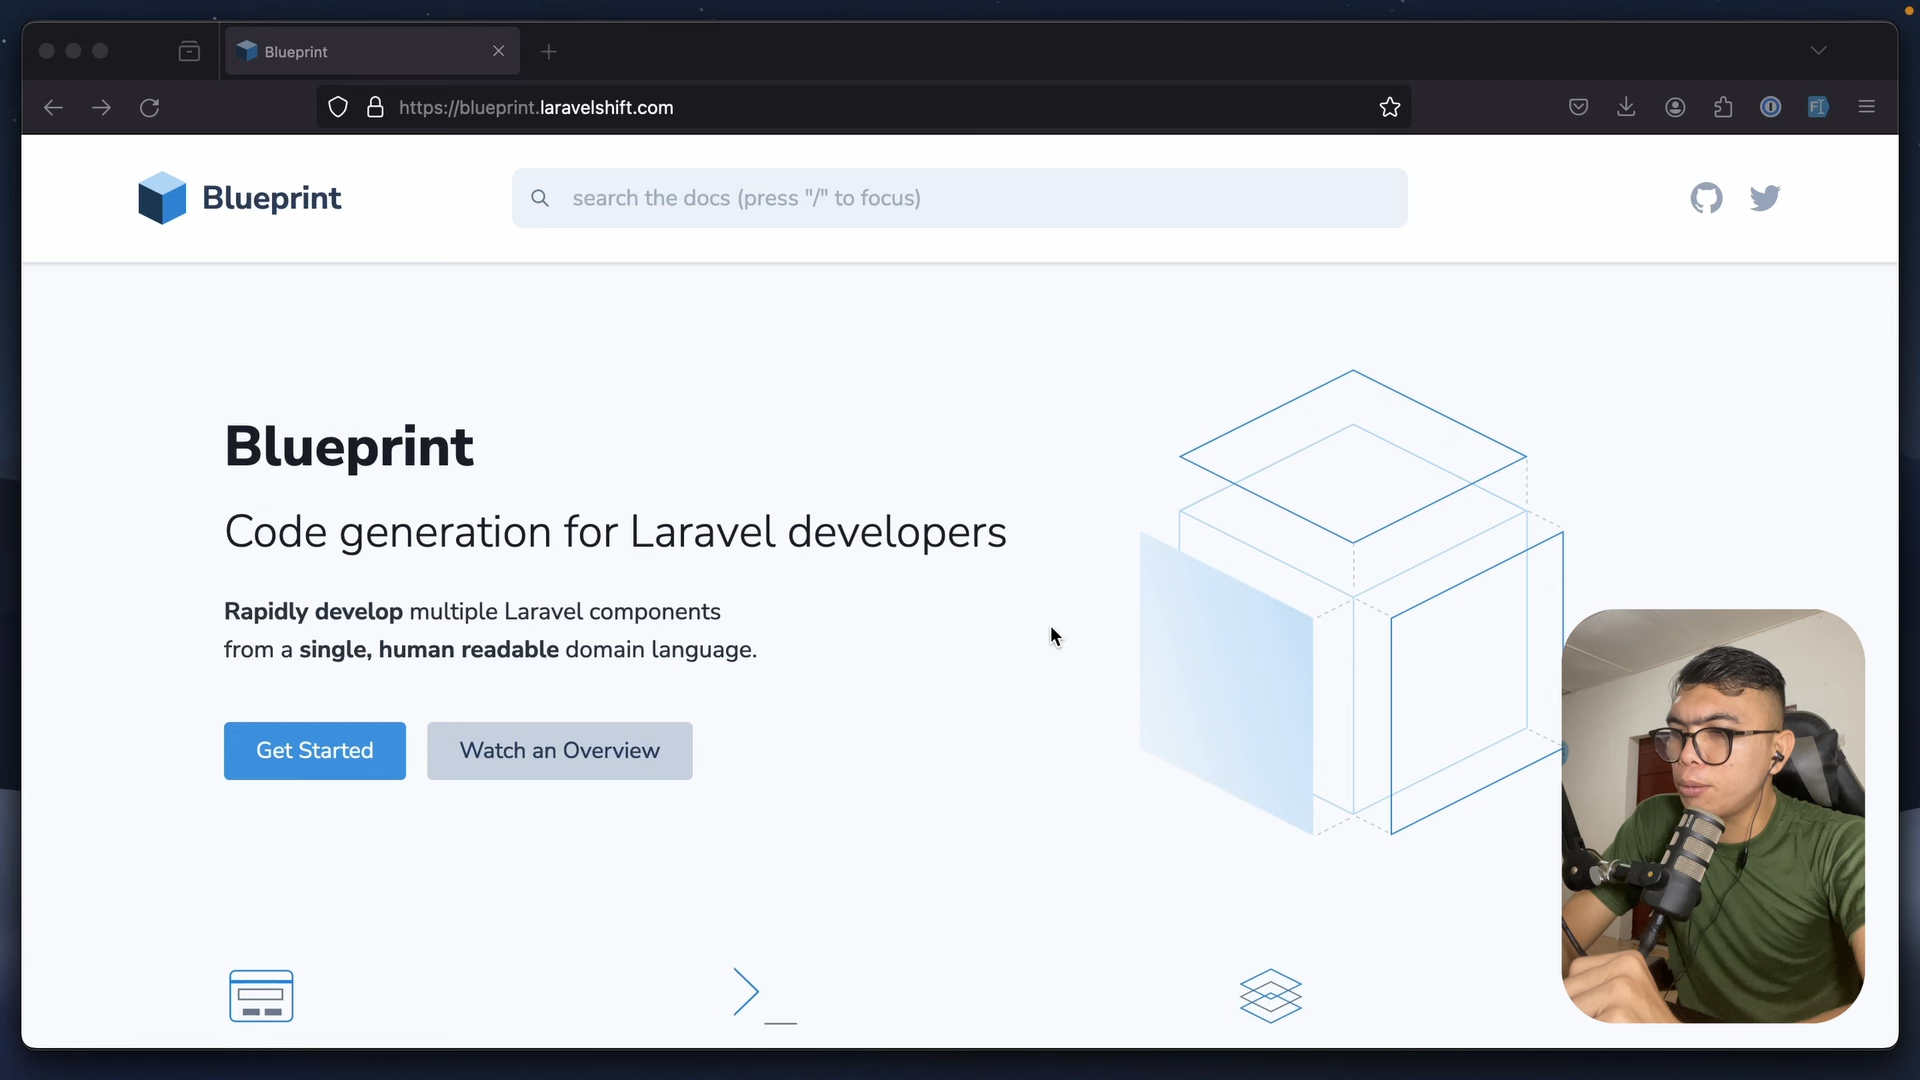 Blueprint
https://blueprint.laravelshift.com
Blueprint
search the docs (press "/" to focus)
Blueprint
Code generation for Laravel developers
Rapidly develop multiple Laravel components
from a single, human readable domain language.
Get Started
Watch an Overview